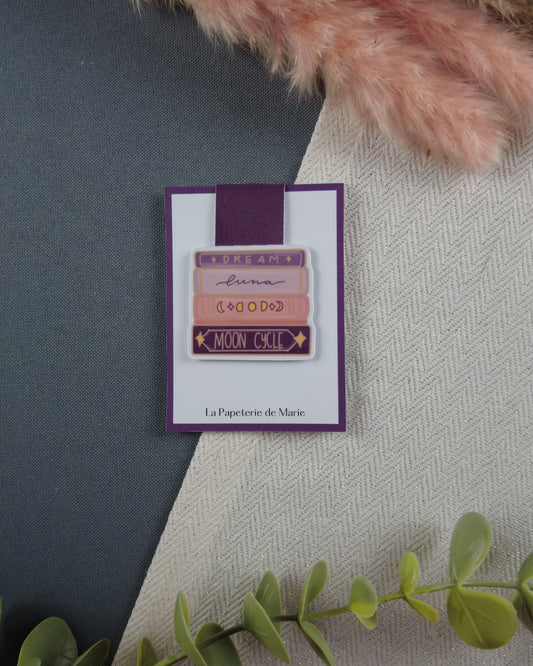 DREAM
luna
MOON CYCLE
La Papeterie de Marie